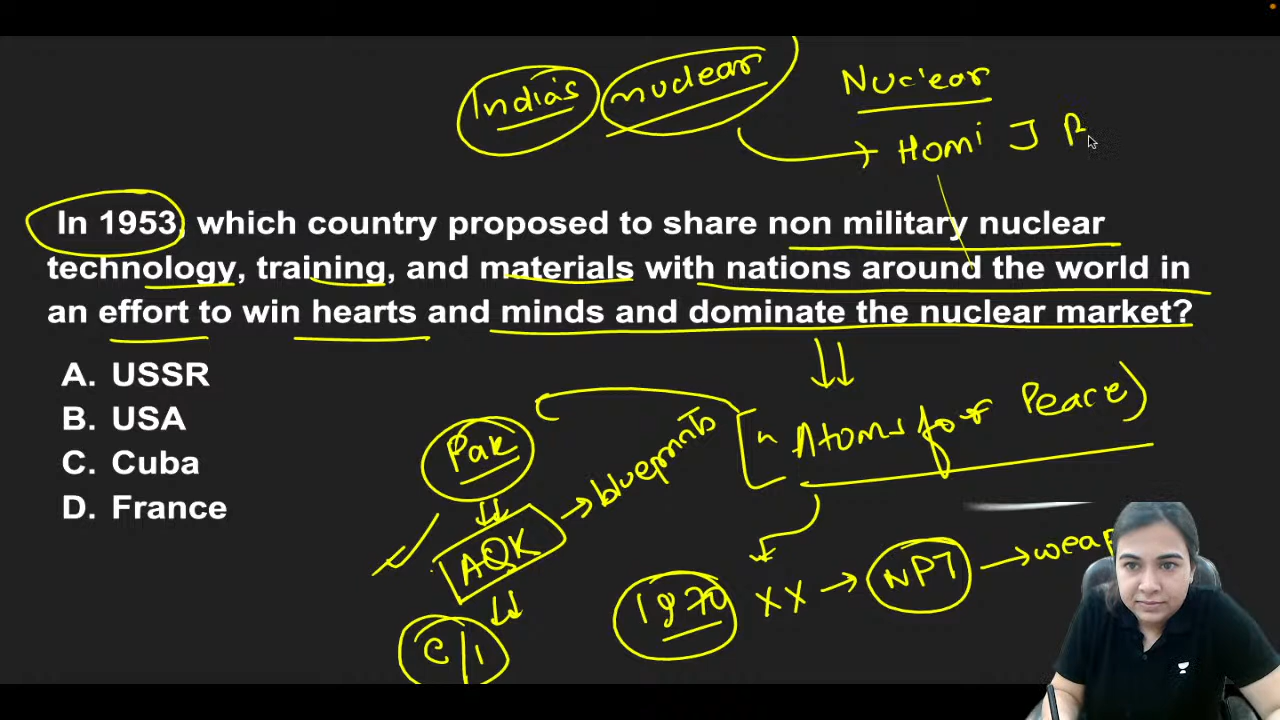 India's nuclear
Nuclear
Homi J B
In 1953, which country proposed to share non military nuclear
technology, training, and materials with nations around the world in
an effort to win hearts and minds and dominate the nuclear market?
A. USSR
B. USA
C. Cuba
D. France
"Atoms for Peace)
Pak
blueprints
AQK
1970 XX NPT weap
C/I